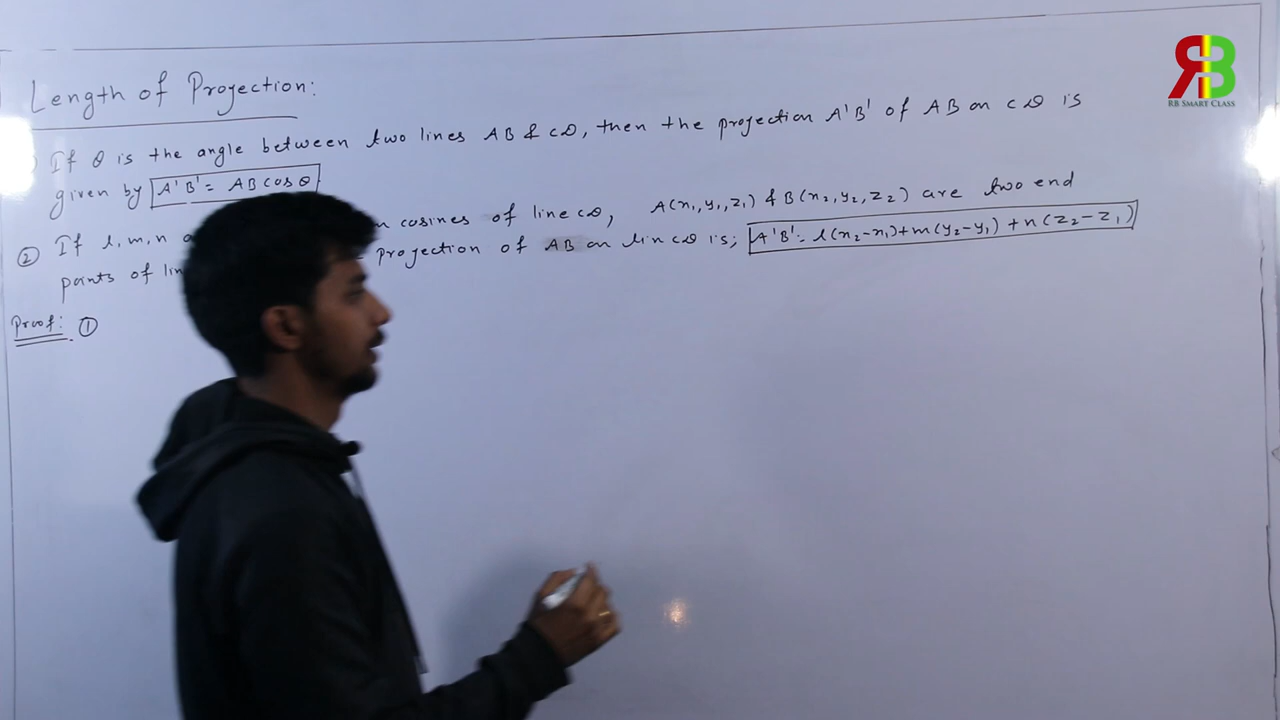 Length of Projection:
If θ is the angle between two lines AB & CD, then the projection A'B' of AB on CD is
given by A'B' = AB cos θ
② If l, m, n cosines of line CD, A(x₁, y₁, z₁) & B(x₂, y₂, z₂) are two end
points of lin projection of AB on lin CD is; A'B' = l(x₂-x₁)+m(y₂-y₁)+n(z₂-z₁)
Proof: ①
RB
RB SMART CLASS